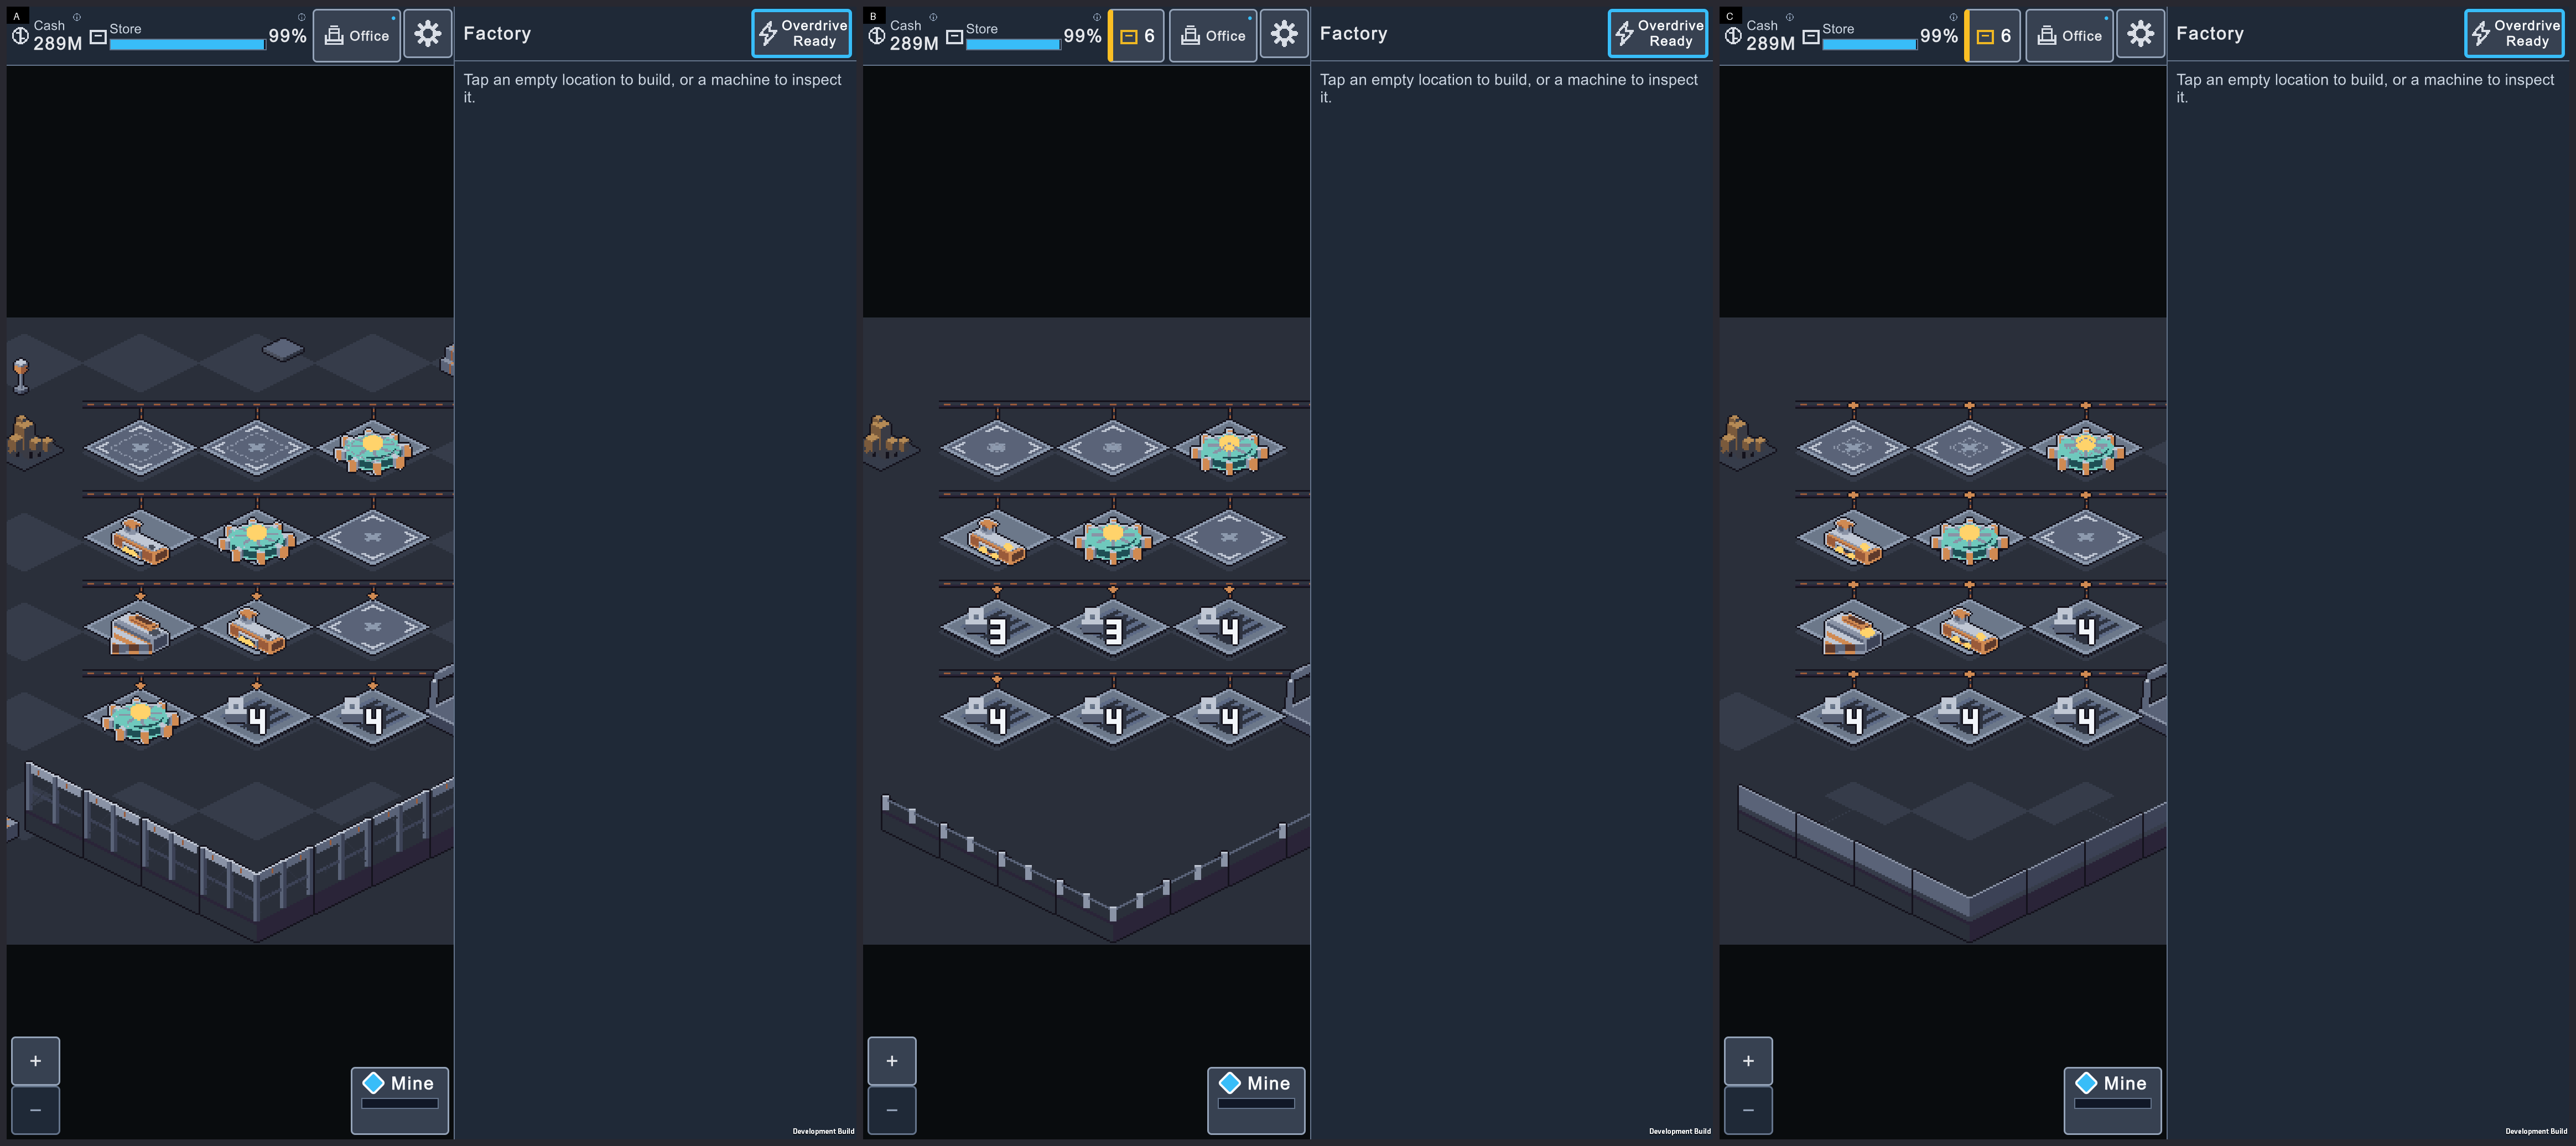 A
Cash
289M
Store
99%
Office
Factory
Overdrive
Ready
Tap an empty location to build, or a machine to inspect
it.
4
4
+
−
Mine
Development Build
B
Cash
289M
Store
99%
6
Office
Factory
Overdrive
Ready
Tap an empty location to build, or a machine to inspect
it.
3
3
4
4
4
4
+
−
Mine
Development Build
C
Cash
289M
Store
99%
6
Office
Factory
Overdrive
Ready
Tap an empty location to build, or a machine to inspect
it.
4
4
4
4
+
−
Mine
Development Build